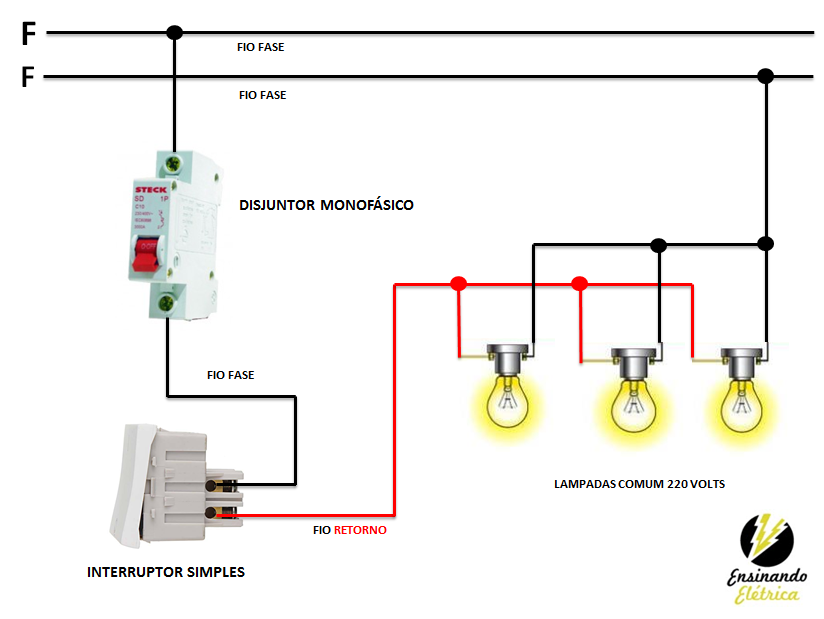 F
FIO FASE
F
FIO FASE
STECK
SD 1P
C10
DISJUNTOR MONOFÁSICO
FIO FASE
LAMPADAS COMUM 220 VOLTS
FIO RETORNO
INTERRUPTOR SIMPLES
Ensinando
Elétrica